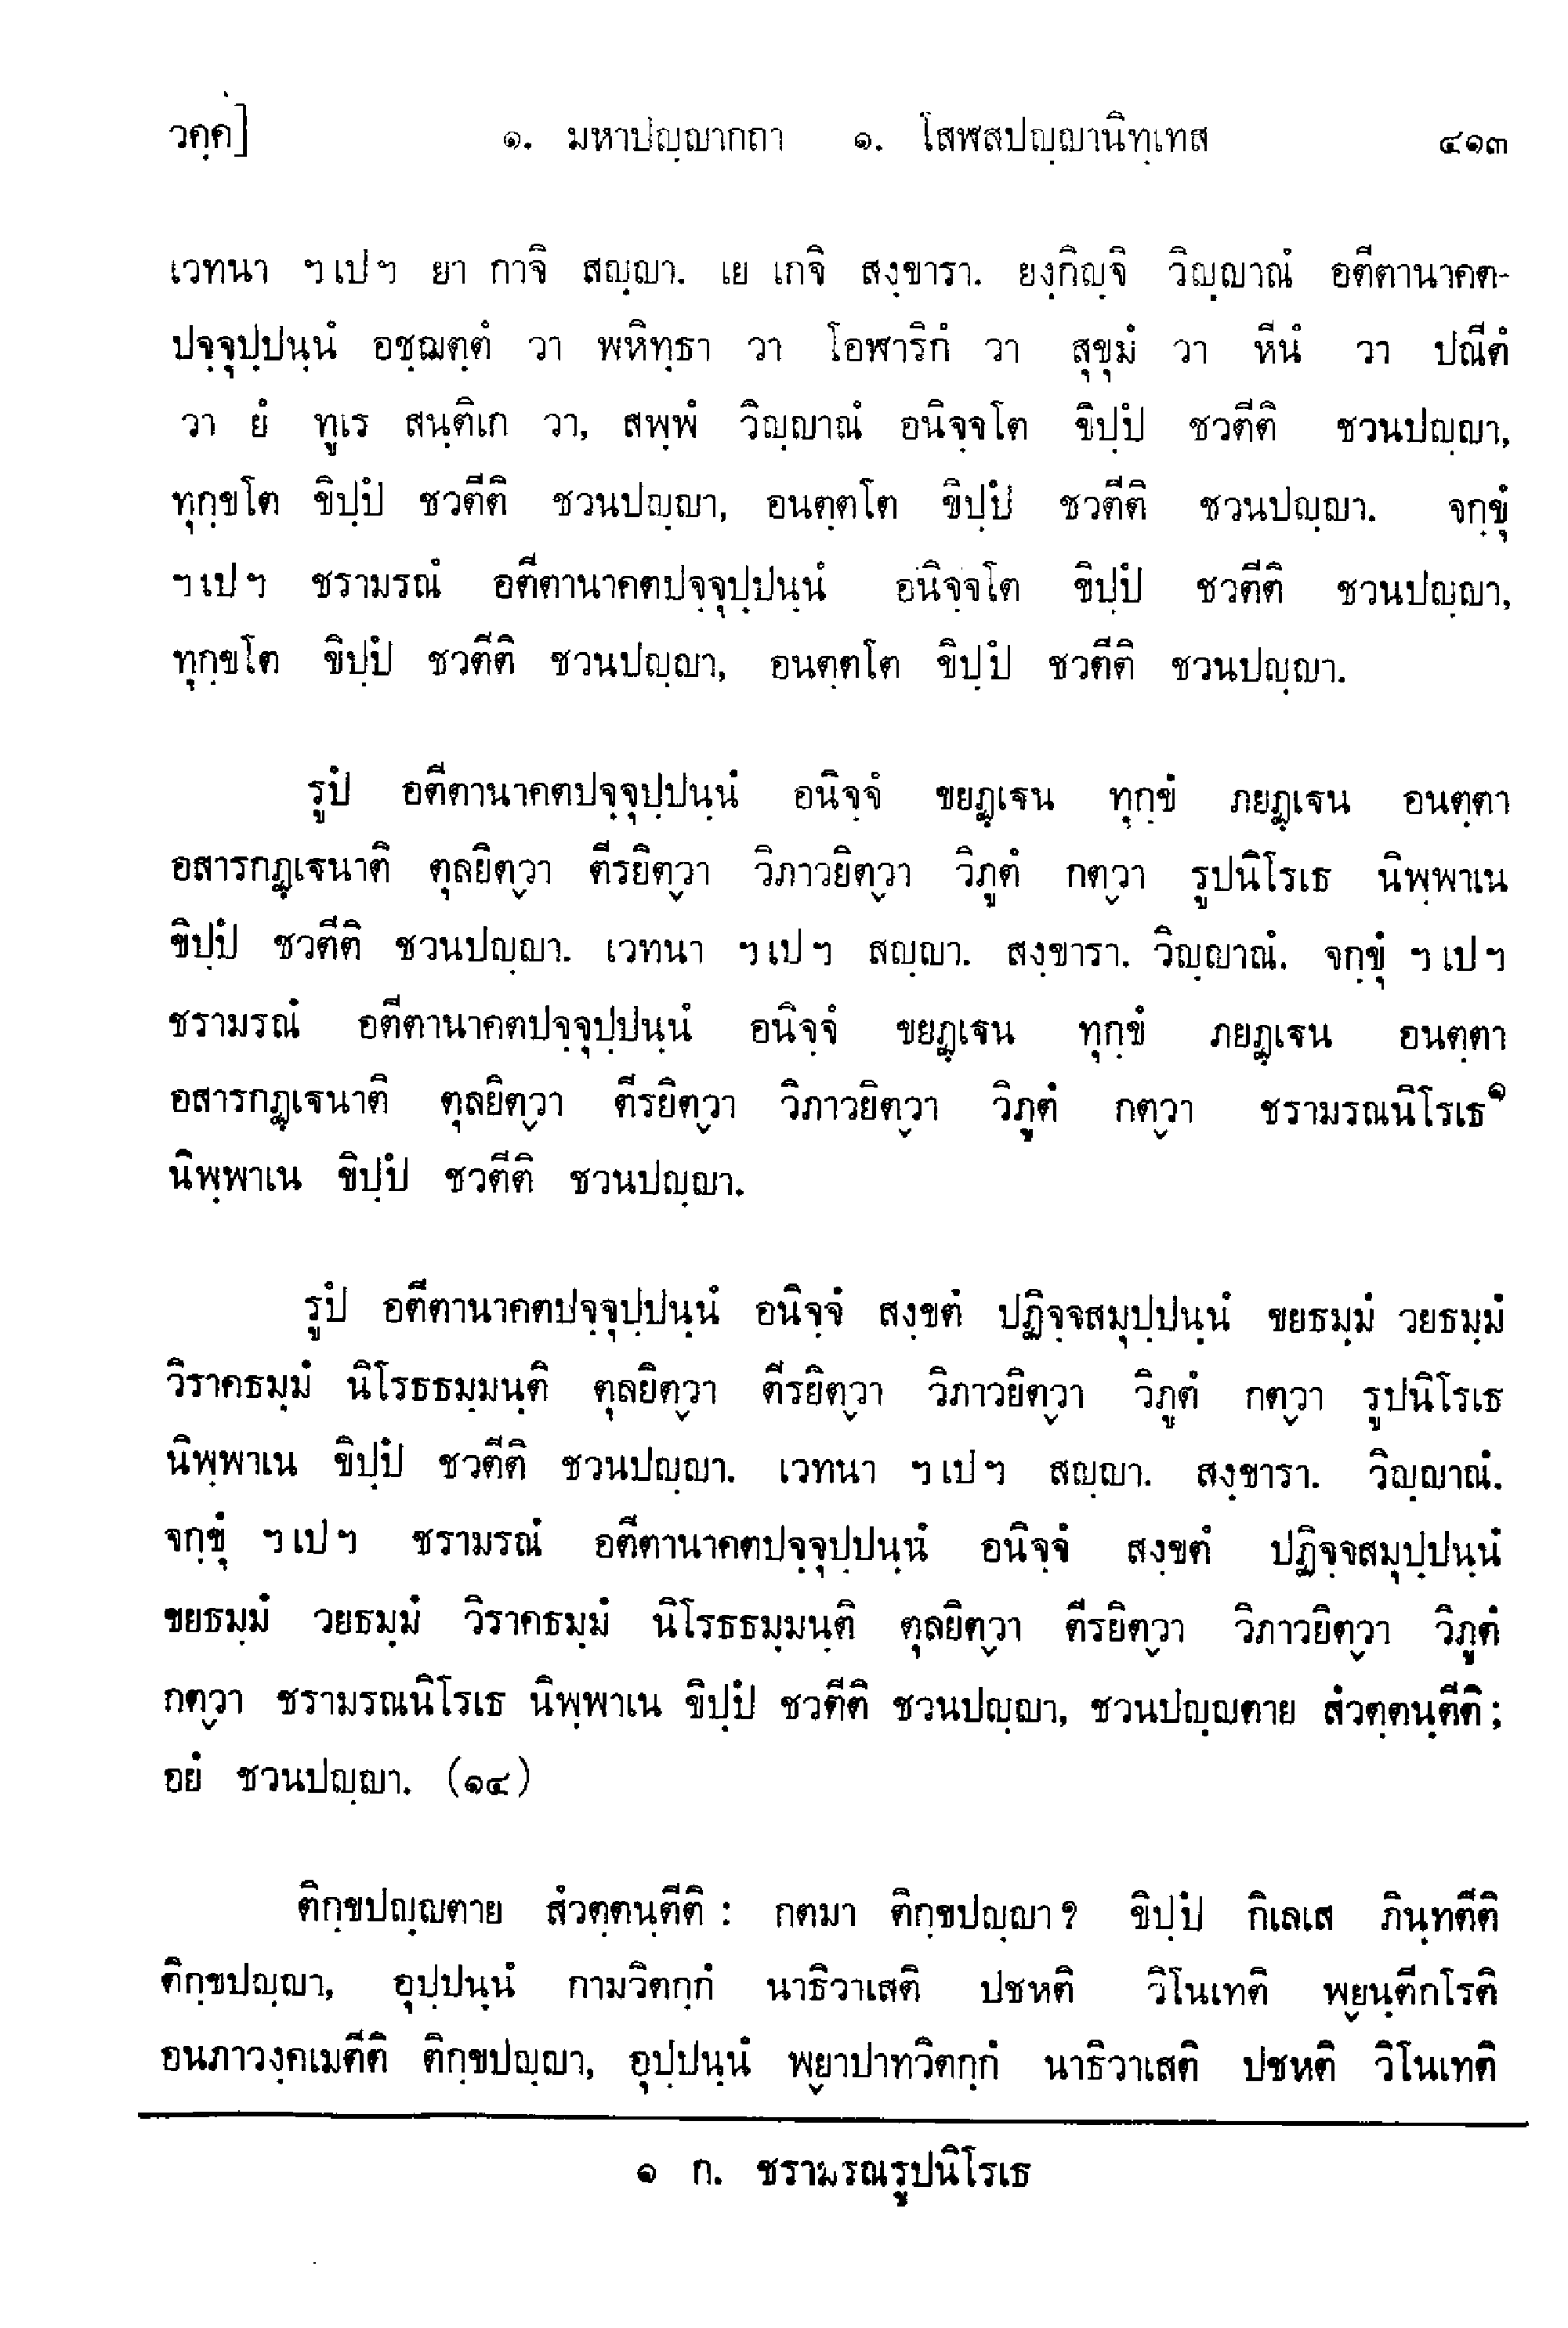 วคฺค] ๑. มหาปญฺญากถา ๑. โสฬสปญฺญานิทฺเทส ๔๑๓
เวทนา ฯเปฯ ยา กาจิ สญฺญา. เย เกจิ สงฺขารา. ยงฺกิญฺจิ วิญฺญาณํ อตีตานาคต-
ปจฺจุปฺปนฺนํ อชฺฌตฺตํ วา พหิทฺธา วา โอฬาริกํ วา สุขุมํ วา หีนํ วา ปณีตํ
วา ยํ ทูเร สนฺติเก วา, สพฺพํ วิญฺญาณํ อนิจฺจโต ขิปฺปํ ชวตีติ ชวนปญฺญา,
ทุกฺขโต ขิปฺปํ ชวตีติ ชวนปญฺญา, อนตฺตโต ขิปฺปํ ชวตีติ ชวนปญฺญา. จกฺขุํ
ฯเปฯ ชรามรณํ อตีตานาคตปจฺจุปฺปนฺนํ อนิจฺจโต ขิปฺปํ ชวตีติ ชวนปญฺญา,
ทุกฺขโต ขิปฺปํ ชวตีติ ชวนปญฺญา, อนตฺตโต ขิปฺปํ ชวตีติ ชวนปญฺญา.
รูปํ อตีตานาคตปจฺจุปฺปนฺนํ อนิจฺจํ ขยฏฺเฐน ทุกฺขํ ภยฏฺเฐน อนตฺตา
อสารกฏฺเฐนาติ ตุลยิตฺวา ตีรยิตฺวา วิภาวยิตฺวา วิภูตํ กตฺวา รูปนิโรเธ นิพฺพาเน
ขิปฺปํ ชวตีติ ชวนปญฺญา. เวทนา ฯเปฯ สญฺญา. สงฺขารา. วิญฺญาณํ. จกฺขุํ ฯเปฯ
ชรามรณํ อตีตานาคตปจฺจุปฺปนฺนํ อนิจฺจํ ขยฏฺเฐน ทุกฺขํ ภยฏฺเฐน อนตฺตา
อสารกฏฺเฐนาติ ตุลยิตฺวา ตีรยิตฺวา วิภาวยิตฺวา วิภูตํ กตฺวา ชรามรณนิโรเธ๑
นิพฺพาเน ขิปฺปํ ชวตีติ ชวนปญฺญา.
รูปํ อตีตานาคตปจฺจุปฺปนฺนํ อนิจฺจํ สงฺขตํ ปฏิจฺจสมุปฺปนฺนํ ขยธมฺมํ วยธมฺมํ
วิราคธมฺมํ นิโรธธมฺมนฺติ ตุลยิตฺวา ตีรยิตฺวา วิภาวยิตฺวา วิภูตํ กตฺวา รูปนิโรเธ
นิพฺพาเน ขิปฺปํ ชวตีติ ชวนปญฺญา. เวทนา ฯเปฯ สญฺญา. สงฺขารา. วิญฺญาณํ.
จกฺขุํ ฯเปฯ ชรามรณํ อตีตานาคตปจฺจุปฺปนฺนํ อนิจฺจํ สงฺขตํ ปฏิจฺจสมุปฺปนฺนํ
ขยธมฺมํ วยธมฺมํ วิราคธมฺมํ นิโรธธมฺมนฺติ ตุลยิตฺวา ตีรยิตฺวา วิภาวยิตฺวา วิภูตํ
กตฺวา ชรามรณนิโรเธ นิพฺพาเน ขิปฺปํ ชวตีติ ชวนปญฺญา, ชวนปญฺญตาย สํวตฺตนฺตีติ;
อยํ ชวนปญฺญา. (๑๔)
ติกฺขปญฺญตาย สํวตฺตนฺตีติ: กตมา ติกฺขปญฺญา? ขิปฺปํ กิเลเส ภินฺทตีติ
ติกฺขปญฺญา, อุปฺปนฺนํ กามวิตกฺกํ นาธิวาเสติ ปชหติ วิโนเทติ พฺยนฺตีกโรติ
อนภาวงฺคเมตีติ ติกฺขปญฺญา, อุปฺปนฺนํ พฺยาปาทวิตกฺกํ นาธิวาเสติ ปชหติ วิโนเทติ
๑ ก. ชรามรณรูปนิโรเธ